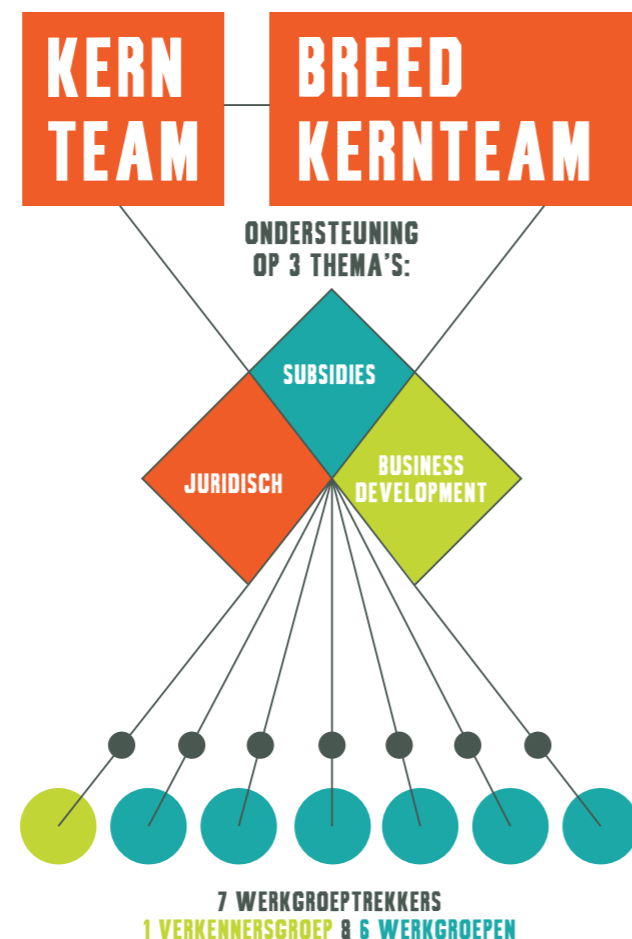 KERN
TEAM
BREED
KERNTEAM
ONDERSTEUNING
OP 3 THEMA'S:
SUBSIDIES
JURIDISCH
BUSINESS
DEVELOPMENT
7 WERKGROEPTREKKERS
1 VERKENNERSGROEP & 6 WERKGROEPEN